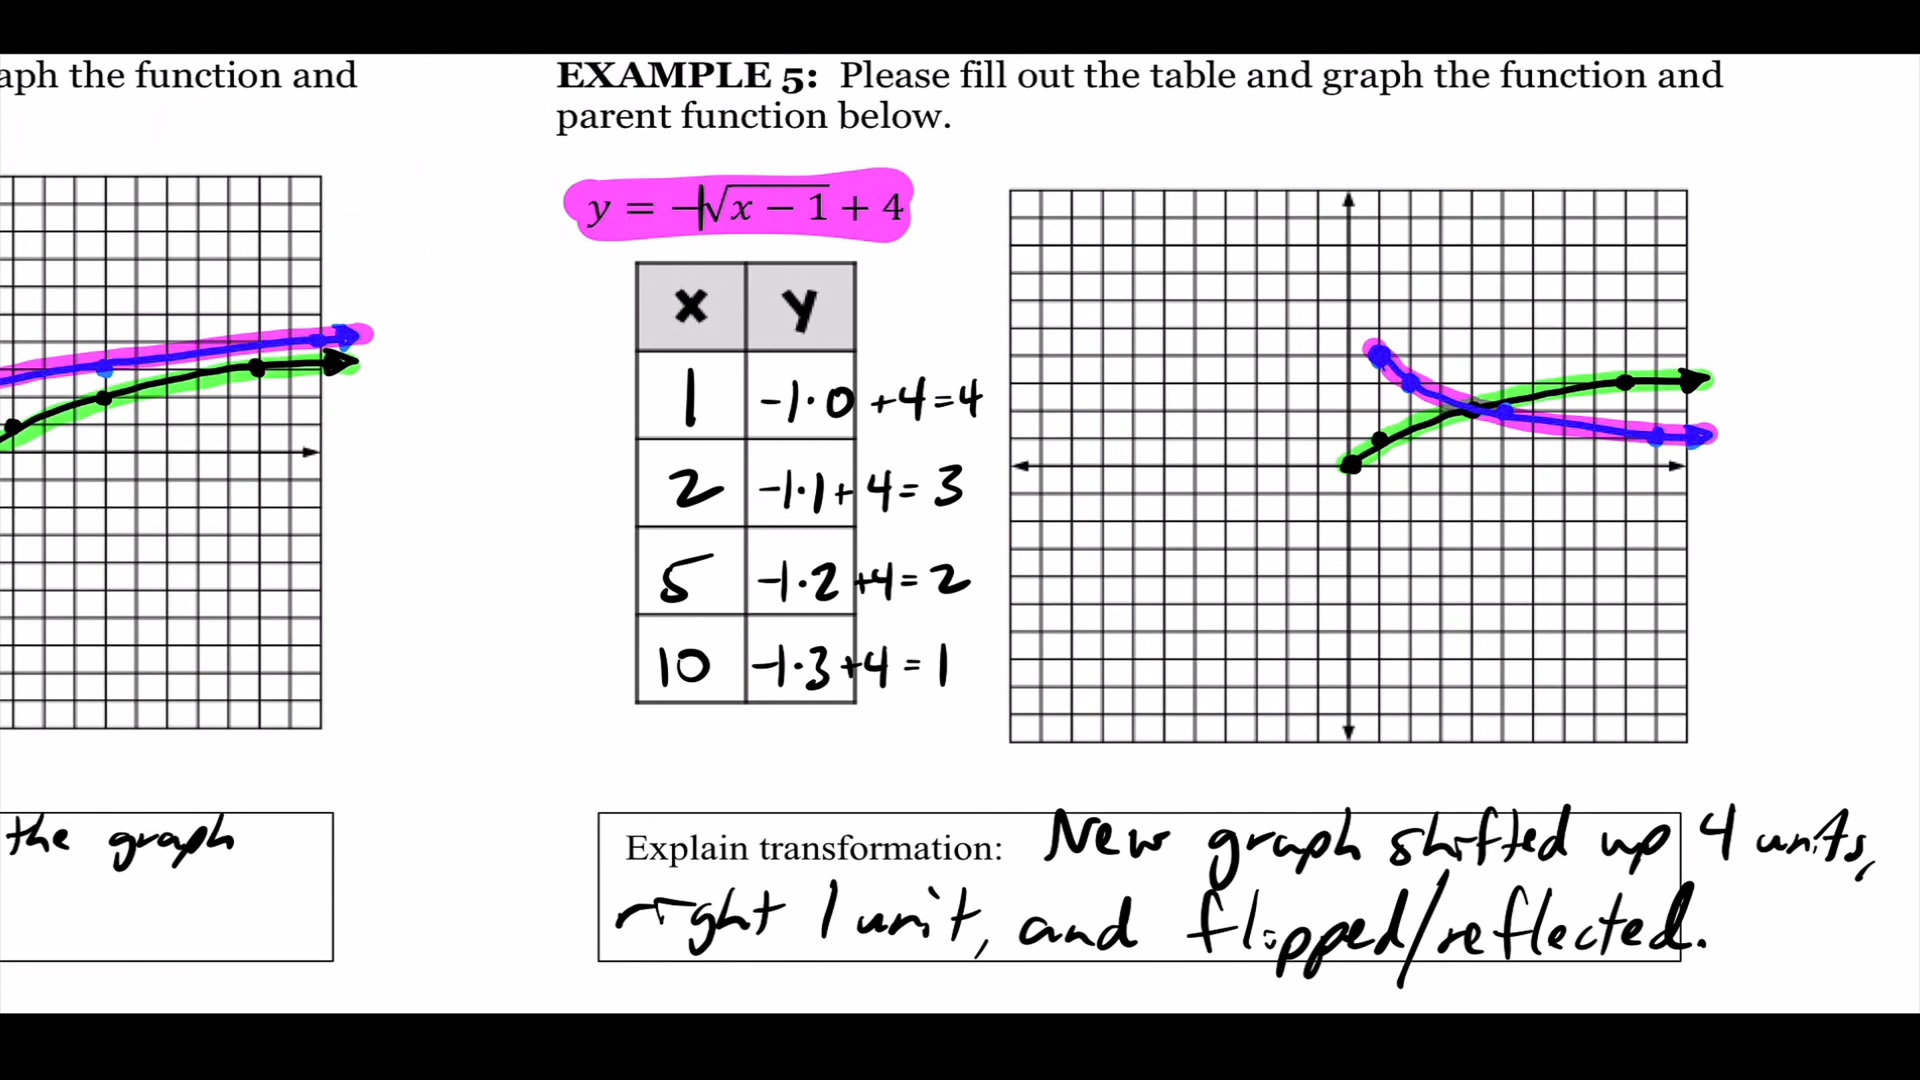 aph the function and
the graph
EXAMPLE 5: Please fill out the table and graph the function and
parent function below.
y = -1√x − 1 + 4
x y
1 -1·0 +4=4
2 -1·1+4=3
5 -1·2+4=2
10 -1·3+4=1
Explain transformation: New graph shifted up 4 units,
right 1 unit, and flipped/reflected.